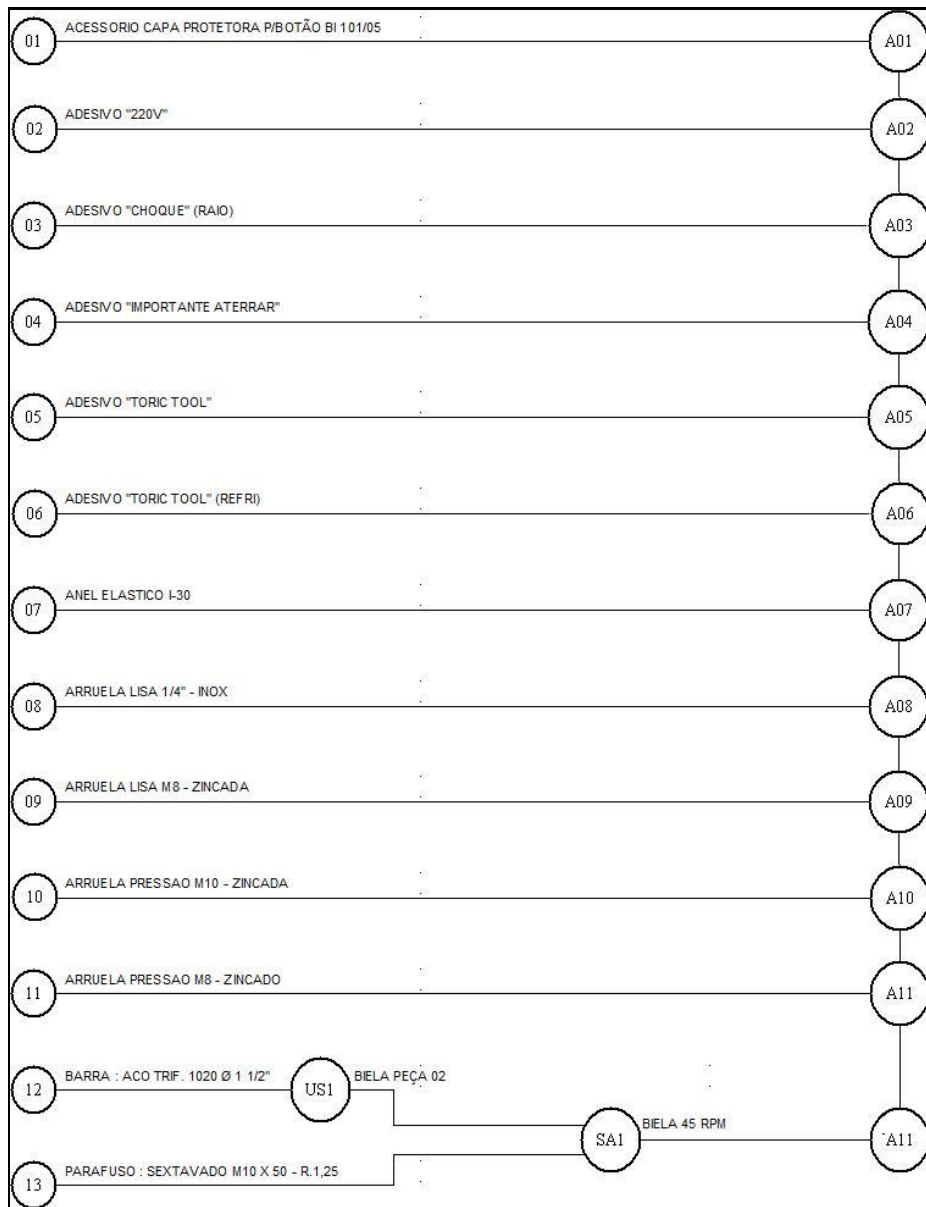 01 ACESSORIO CAPA PROTETORA P/BOTÃO BI 101/05 A01
02 ADESIVO "220V" A02
03 ADESIVO "CHOQUE" (RAIO) A03
04 ADESIVO "IMPORTANTE ATERRAR" A04
05 ADESIVO "TORIC TOOL" A05
06 ADESIVO "TORIC TOOL" (REFRI) A06
07 ANEL ELASTICO I-30 A07
08 ARRUELA LISA 1/4" - INOX A08
09 ARRUELA LISA M8 - ZINCADA A09
10 ARRUELA PRESSAO M10 - ZINCADA A10
11 ARRUELA PRESSAO M8 - ZINCADO A11
12 BARRA : ACO TRIF. 1020 Ø 1 1/2" US1 BIELA PEÇA 02
SA1 BIELA 45 RPM A11
13 PARAFUSO : SEXTAVADO M10 X 50 - R.1,25